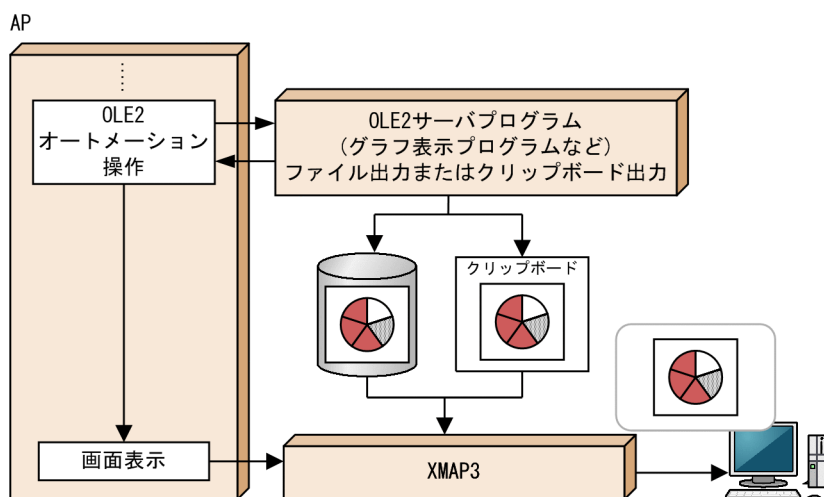 AP
OLE2
オートメーション
操作
OLE2サーバプログラム
（グラフ表示プログラムなど）
ファイル出力またはクリップボード出力
クリップボード
画面表示
XMAP3